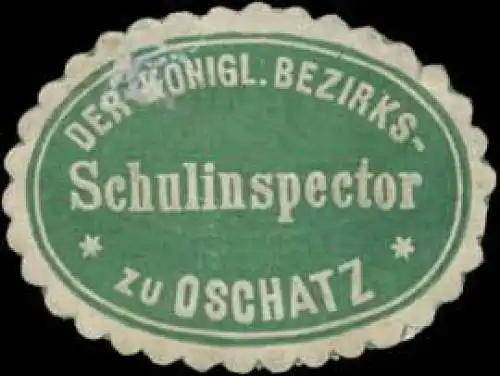 DER KÖNIGL. BEZIRKS-
Schulinspector
* ZU OSCHATZ *